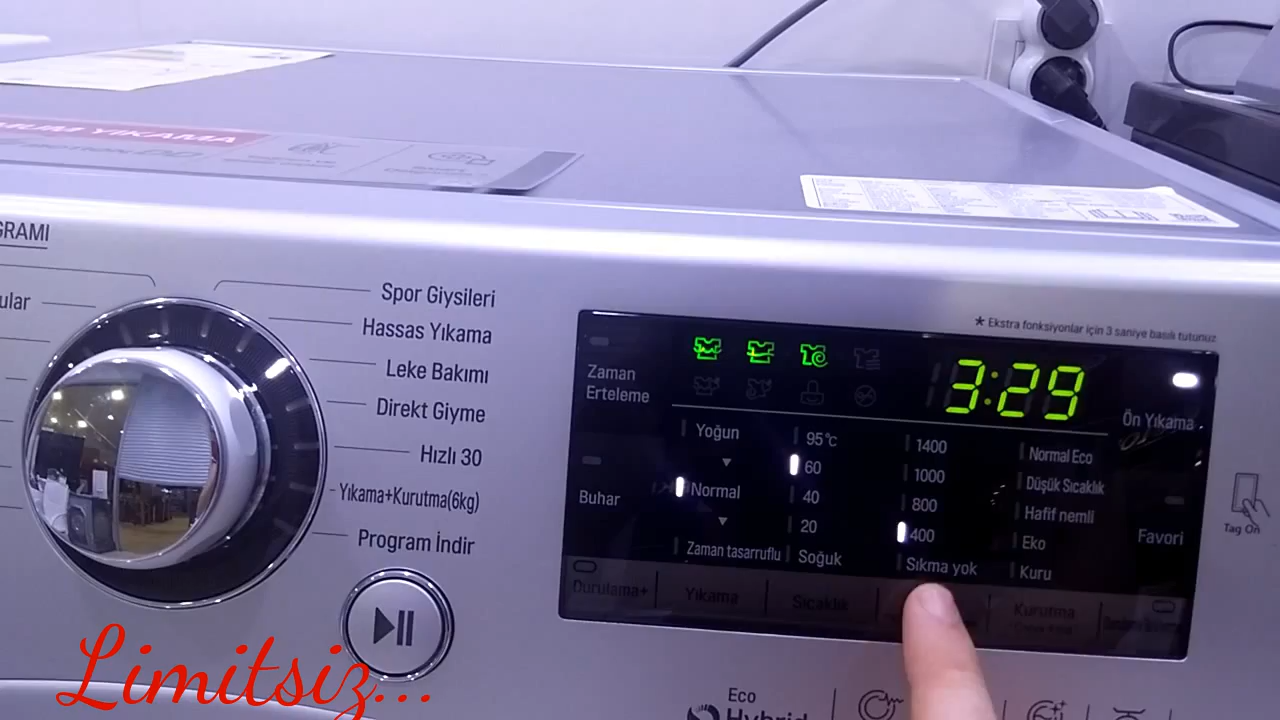 MUM YIKAMA
GRAMI
ular
Spor Giysileri
Hassas Yıkama
Leke Bakımı
Direkt Giyme
Hızlı 30
Yıkama+Kurutma(6kg)
Program İndir
* Ekstra fonksiyonlar için 3 saniye basılı tutunuz
Zaman
Erteleme
3:29
Ön Yıkama
Buhar
Favori
Yoğun
Normal
Zaman tasarruflu
95°C
60
40
20
Soğuk
1400
1000
800
400
Sıkma yok
Normal Eco
Düşük Sıcaklık
Hafif nemli
Eko
Kuru
Durulama+
Yıkama
Sıcaklık
Kurutma
Tag On
Eco
Hybrid
Limitsiz...